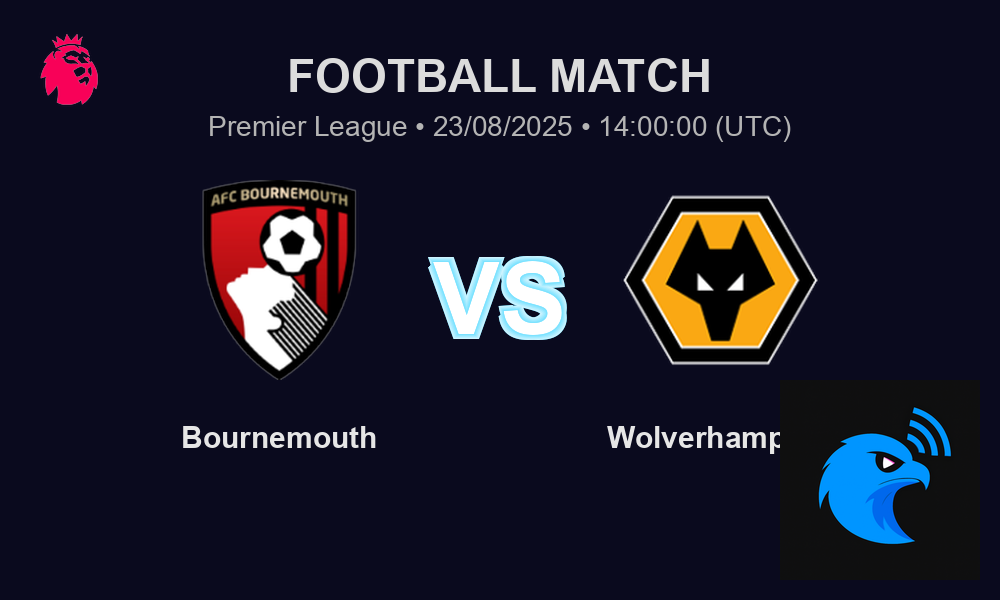 FOOTBALL MATCH
Premier League • 23/08/2025 • 14:00:00 (UTC)
AFC BOURNEMOUTH
VS
Bournemouth
Wolverhamp